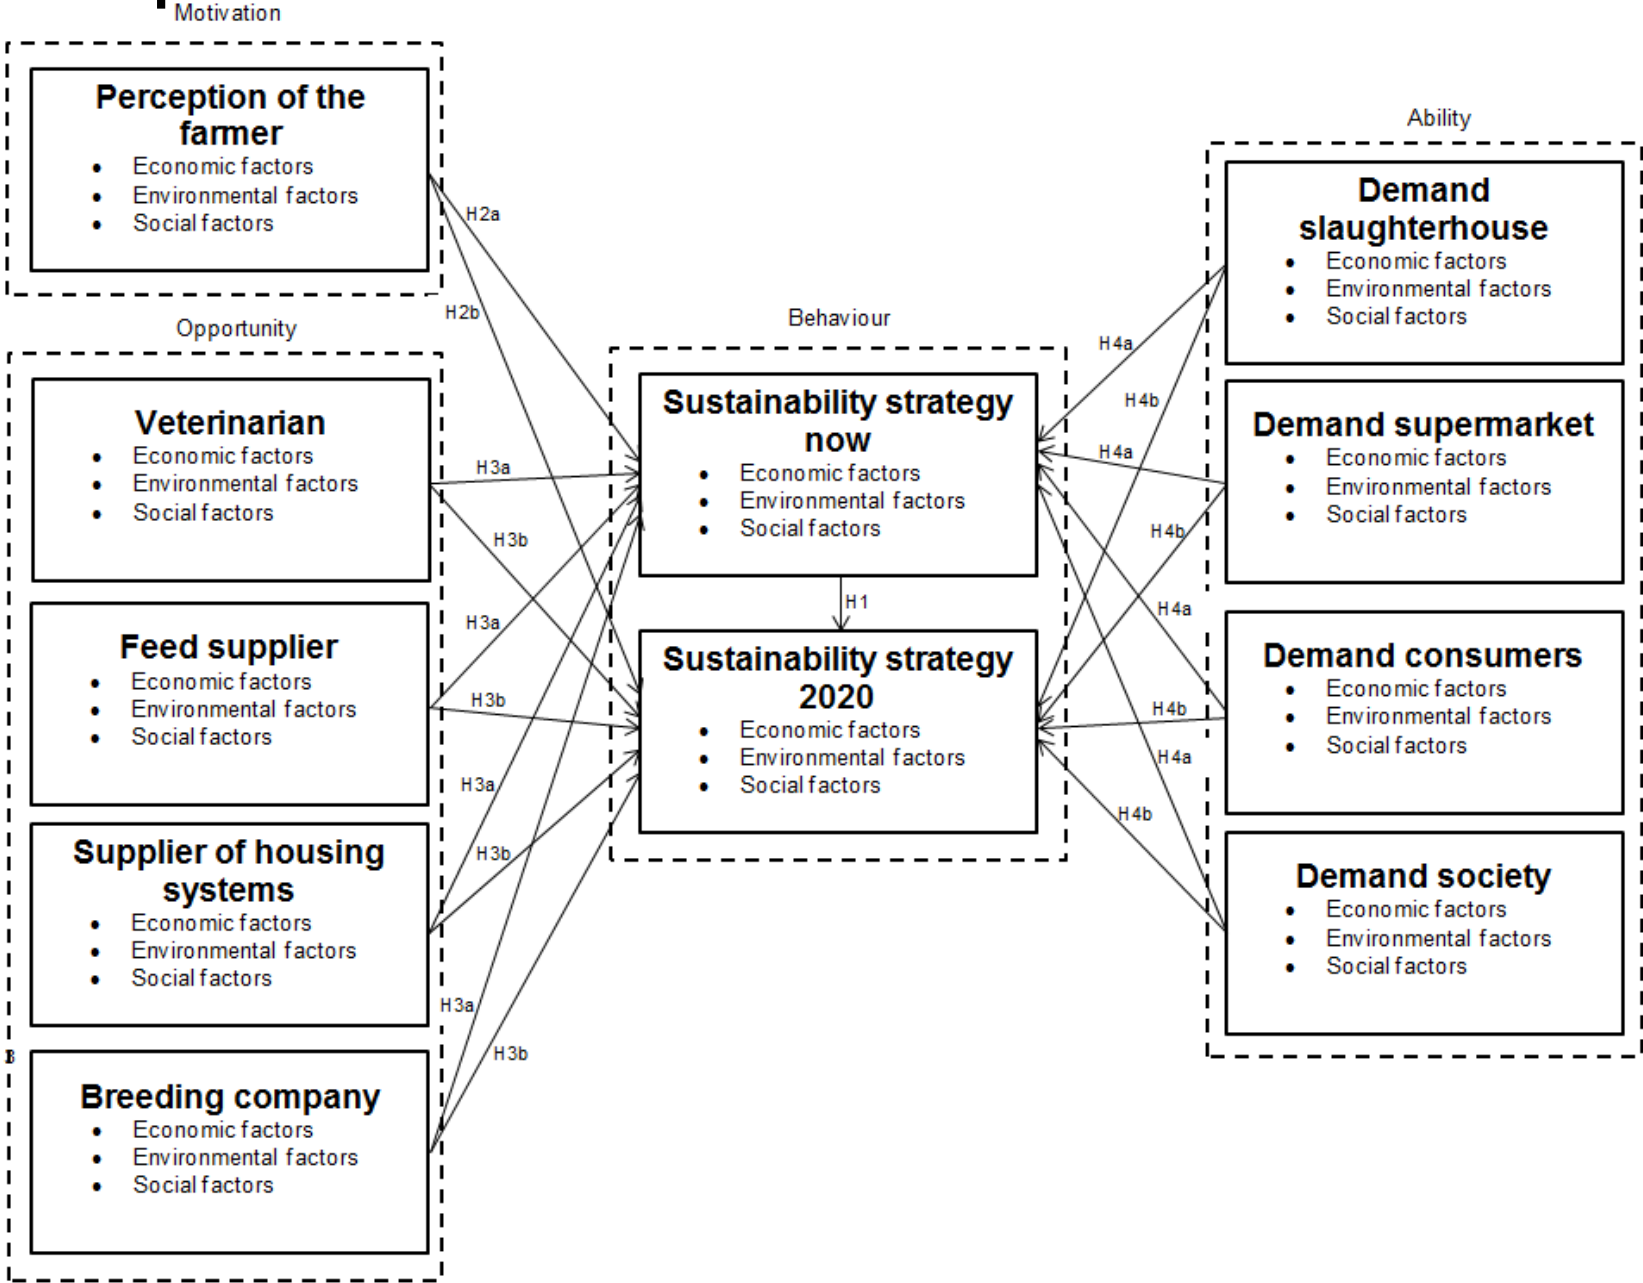 Motivation
Perception of the
farmer
• Economic factors
• Environmental factors
• Social factors
H2a
H2b
Opportunity
Veterinarian
• Economic factors
• Environmental factors
• Social factors
H3a
H3b
Feed supplier
• Economic factors
• Environmental factors
• Social factors
H3a
H3b
Supplier of housing
systems
• Economic factors
• Environmental factors
• Social factors
H3a
H3b
Breeding company
• Economic factors
• Environmental factors
• Social factors
H3a
H3b
Behaviour
Sustainability strategy
now
• Economic factors
• Environmental factors
• Social factors
H1
Sustainability strategy
2020
• Economic factors
• Environmental factors
• Social factors
Ability
Demand
slaughterhouse
• Economic factors
• Environmental factors
• Social factors
H4a
H4b
Demand supermarket
• Economic factors
• Environmental factors
• Social factors
H4a
H4b
Demand consumers
• Economic factors
• Environmental factors
• Social factors
H4a
H4b
Demand society
• Economic factors
• Environmental factors
• Social factors
H4a
H4b